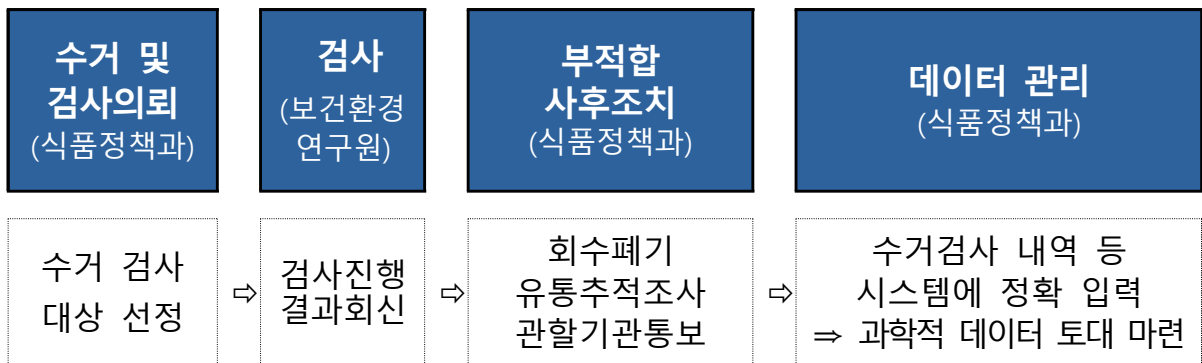 수거 및
검사의뢰
(식품정책과)
검사
(보건환경
연구원)
부적합
사후조치
(식품정책과)
데이터 관리
(식품정책과)
수거 검사
대상 선정
⇨
검사진행
결과회신
⇨
회수폐기
유통추적조사
관할기관통보
⇨
수거검사 내역 등
시스템에 정확 입력
⇒ 과학적 데이터 토대 마련